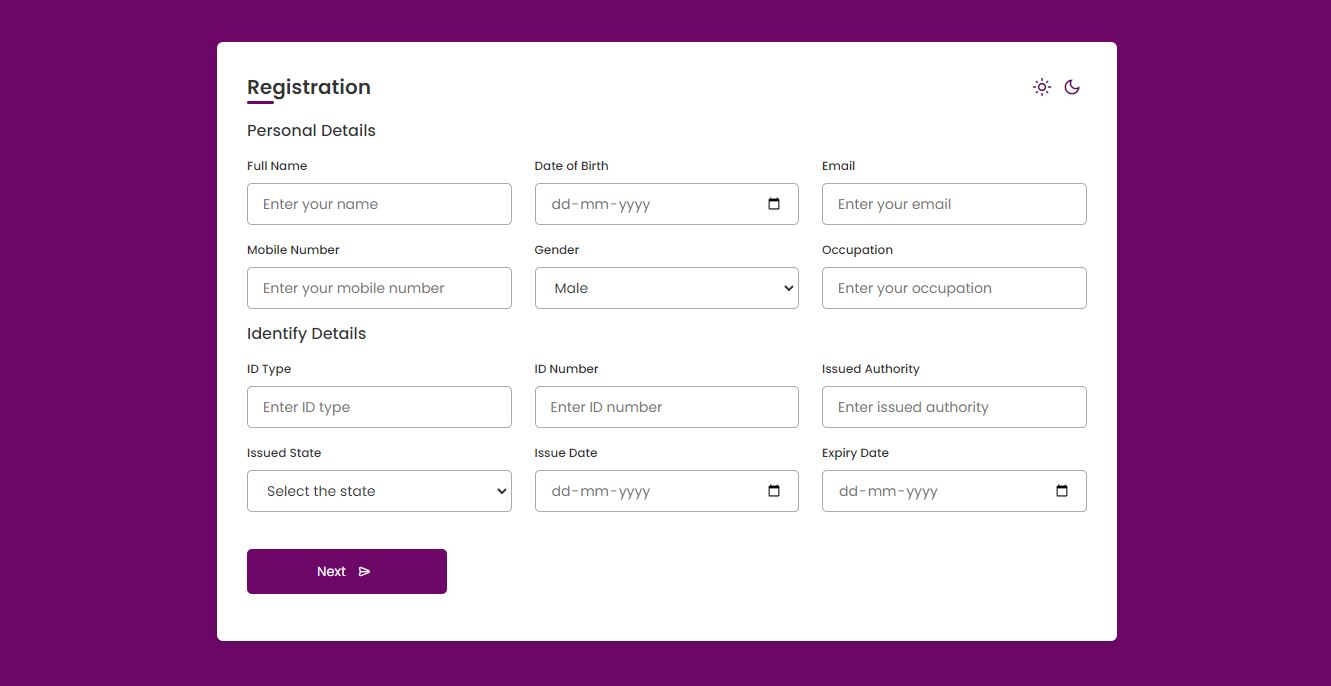 Registration
Personal Details
Full Name Date of Birth Email
Enter your name dd-mm-yyyy Enter your email
Mobile Number Gender Occupation
Enter your mobile number Male Enter your occupation
Identify Details
ID Type ID Number Issued Authority
Enter ID type Enter ID number Enter issued authority
Issued State Issue Date Expiry Date
Select the state dd-mm-yyyy dd-mm-yyyy
Next